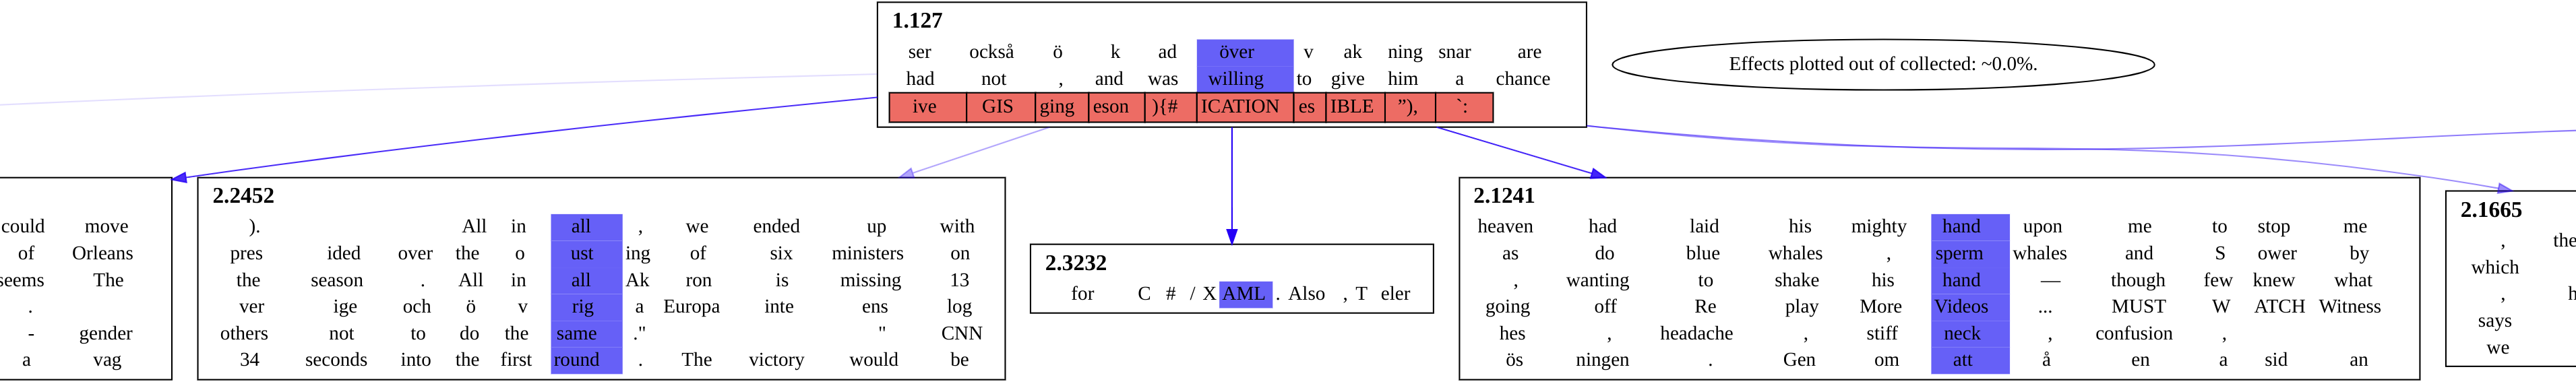 1.127
ser också ö k ad över v ak ning snar are
had not , and was willing to give him a chance
ive GIS ging eson ){# ICATION es IBLE ”), `:
Effects plotted out of collected: ~0.0%.
could move
of Orleans
seems The
.
- gender
a vag
2.2452
). All in all , we ended up with
pres ided over the o ust ing of six ministers on
the season . All in all Ak ron is missing 13
ver ige och ö v rig a Europa inte ens log
others not to do the same ." " CNN
34 seconds into the first round . The victory would be
2.3232
for C # / X AML . Also , T eler
2.1241
heaven had laid his mighty hand upon me to stop me
as do blue whales , sperm whales and S ower by
, wanting to shake his hand — though few knew what
going off Re play More Videos ... MUST W ATCH Witness
hes , headache , stiff neck , confusion ,
ös ningen . Gen om att å en a sid an
2.1665
, the
which
, h
says
we